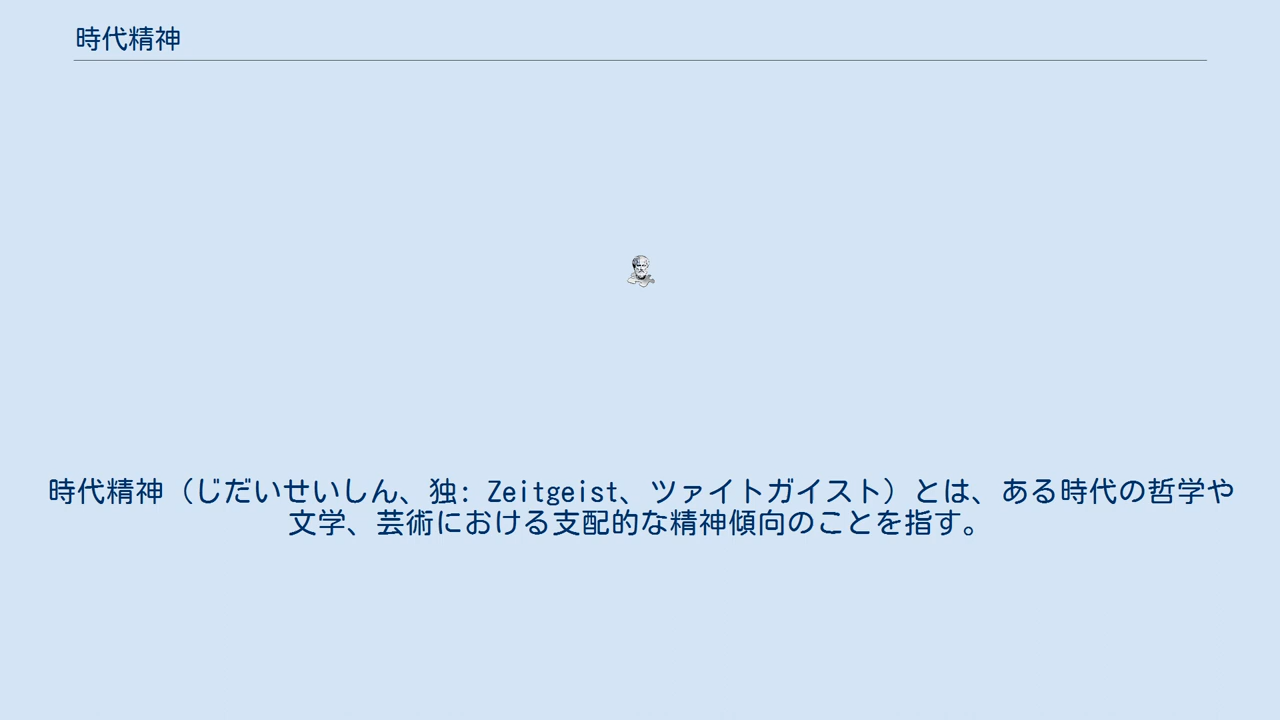 時代精神
時代精神（じだいせいしん、独: Zeitgeist、ツァイトガイスト）とは、ある時代の哲学や
文学、芸術における支配的な精神傾向のことを指す。